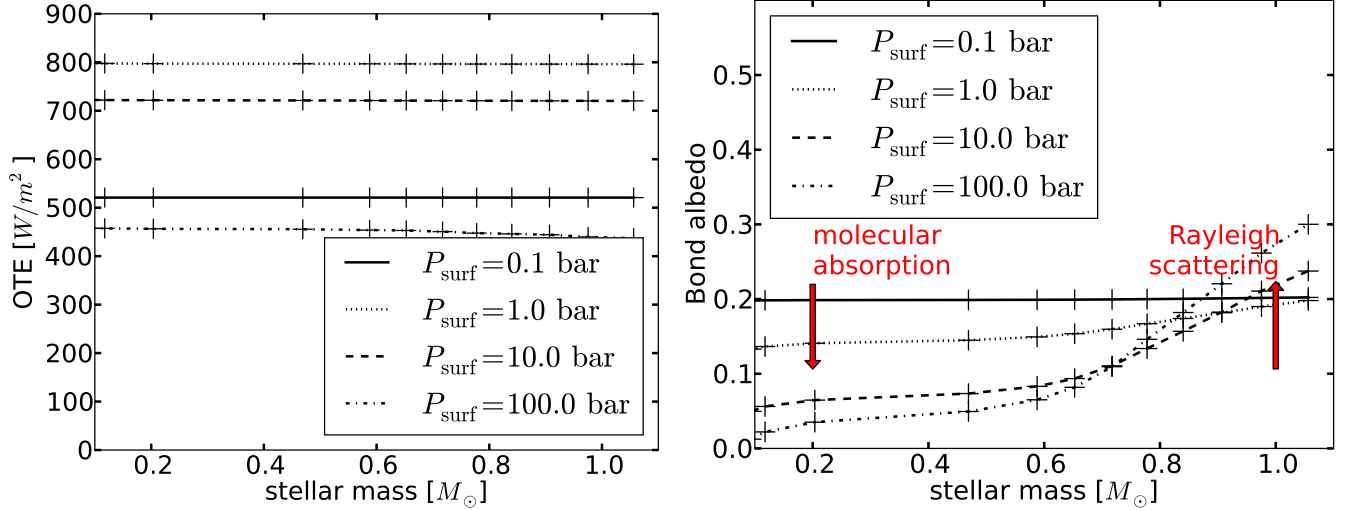 900
800
700
600
500
400
300
200
100
0
OTE [W/m²]
0.2 0.4 0.6 0.8 1.0
stellar mass [M⊙]
P_surf=0.1 bar
P_surf=1.0 bar
P_surf=10.0 bar
P_surf=100.0 bar
0.5
0.4
0.3
0.2
0.1
0.0
Bond albedo
0.2 0.4 0.6 0.8 1.0
stellar mass [M⊙]
P_surf=0.1 bar
P_surf=1.0 bar
P_surf=10.0 bar
P_surf=100.0 bar
molecular
absorption
Rayleigh
scattering